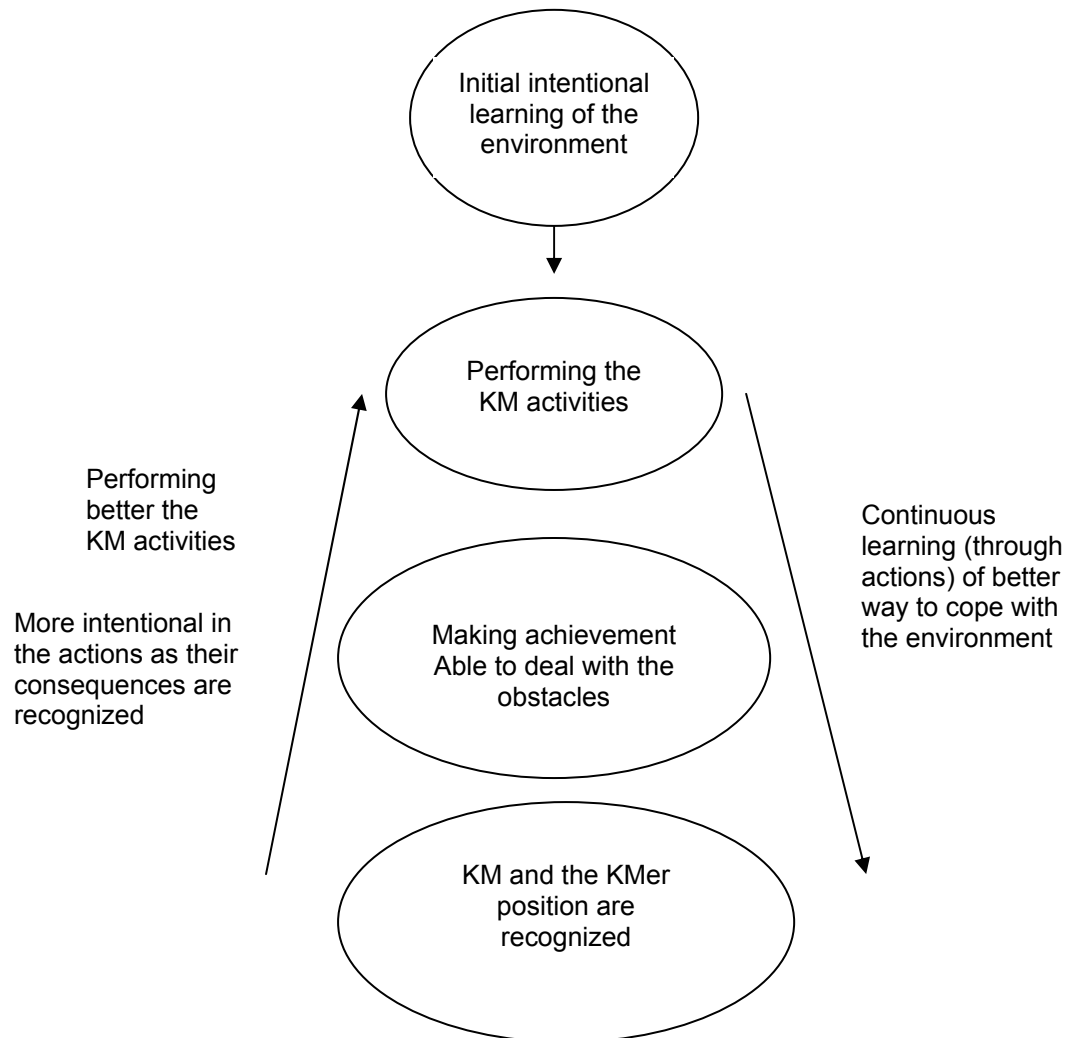 Initial intentional
learning of the
environment
Performing the
KM activities
Performing
better the
KM activities
More intentional in
the actions as their
consequences are
recognized
Continuous
learning (through
actions) of better
way to cope with
the environment
Making achievement
Able to deal with the
obstacles
KM and the KMer
position are
recognized